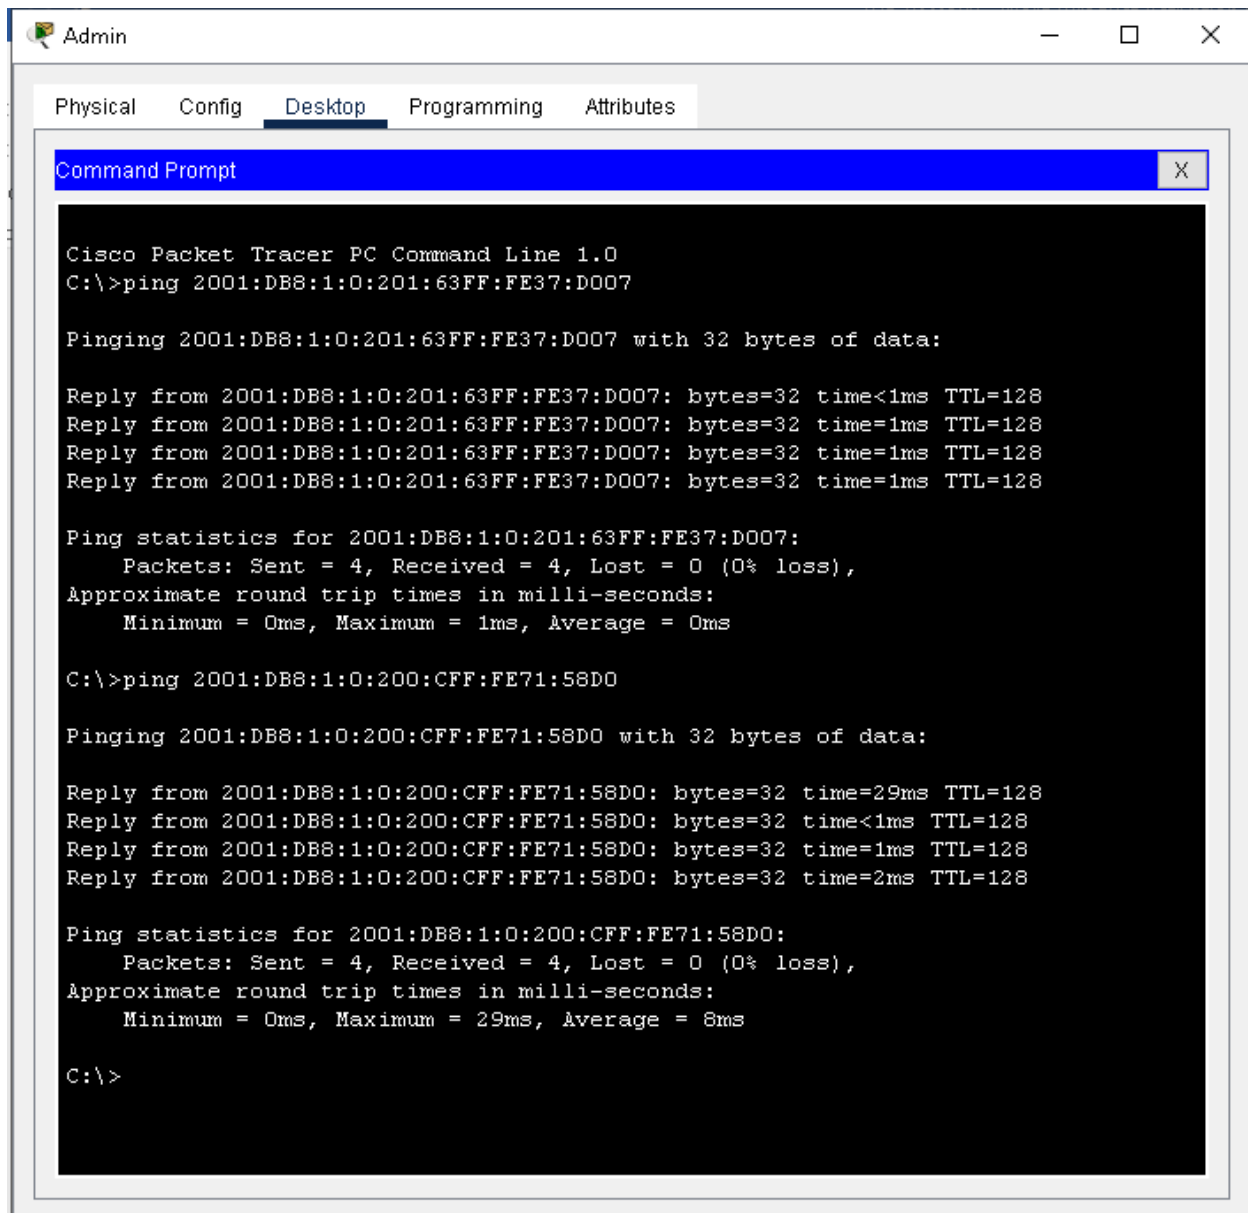 Admin
Physical Config Desktop Programming Attributes
Command Prompt X
Cisco Packet Tracer PC Command Line 1.0
C:\>ping 2001:DB8:1:0:201:63FF:FE37:D007
Pinging 2001:DB8:1:0:201:63FF:FE37:D007 with 32 bytes of data:
Reply from 2001:DB8:1:0:201:63FF:FE37:D007: bytes=32 time<1ms TTL=128
Reply from 2001:DB8:1:0:201:63FF:FE37:D007: bytes=32 time=1ms TTL=128
Reply from 2001:DB8:1:0:201:63FF:FE37:D007: bytes=32 time=1ms TTL=128
Reply from 2001:DB8:1:0:201:63FF:FE37:D007: bytes=32 time=1ms TTL=128
Ping statistics for 2001:DB8:1:0:201:63FF:FE37:D007:
Packets: Sent = 4, Received = 4, Lost = 0 (0% loss),
Approximate round trip times in milli-seconds:
Minimum = 0ms, Maximum = 1ms, Average = 0ms
C:\>ping 2001:DB8:1:0:200:CFF:FE71:58D0
Pinging 2001:DB8:1:0:200:CFF:FE71:58D0 with 32 bytes of data:
Reply from 2001:DB8:1:0:200:CFF:FE71:58D0: bytes=32 time=29ms TTL=128
Reply from 2001:DB8:1:0:200:CFF:FE71:58D0: bytes=32 time<1ms TTL=128
Reply from 2001:DB8:1:0:200:CFF:FE71:58D0: bytes=32 time=1ms TTL=128
Reply from 2001:DB8:1:0:200:CFF:FE71:58D0: bytes=32 time=2ms TTL=128
Ping statistics for 2001:DB8:1:0:200:CFF:FE71:58D0:
Packets: Sent = 4, Received = 4, Lost = 0 (0% loss),
Approximate round trip times in milli-seconds:
Minimum = 0ms, Maximum = 29ms, Average = 8ms
C:\>